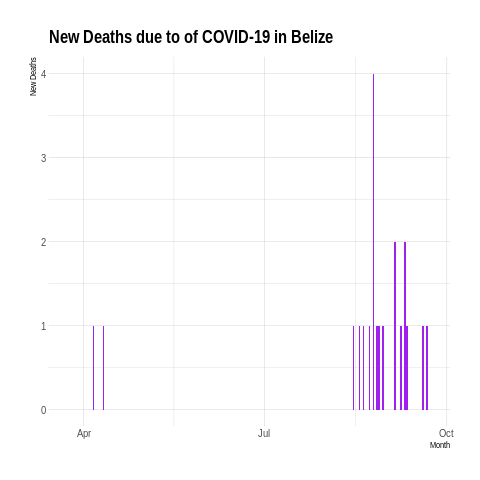 New Deaths due to of COVID-19 in Belize
New Deaths
4
3
2
1
0
Apr
Jul
Oct
Month